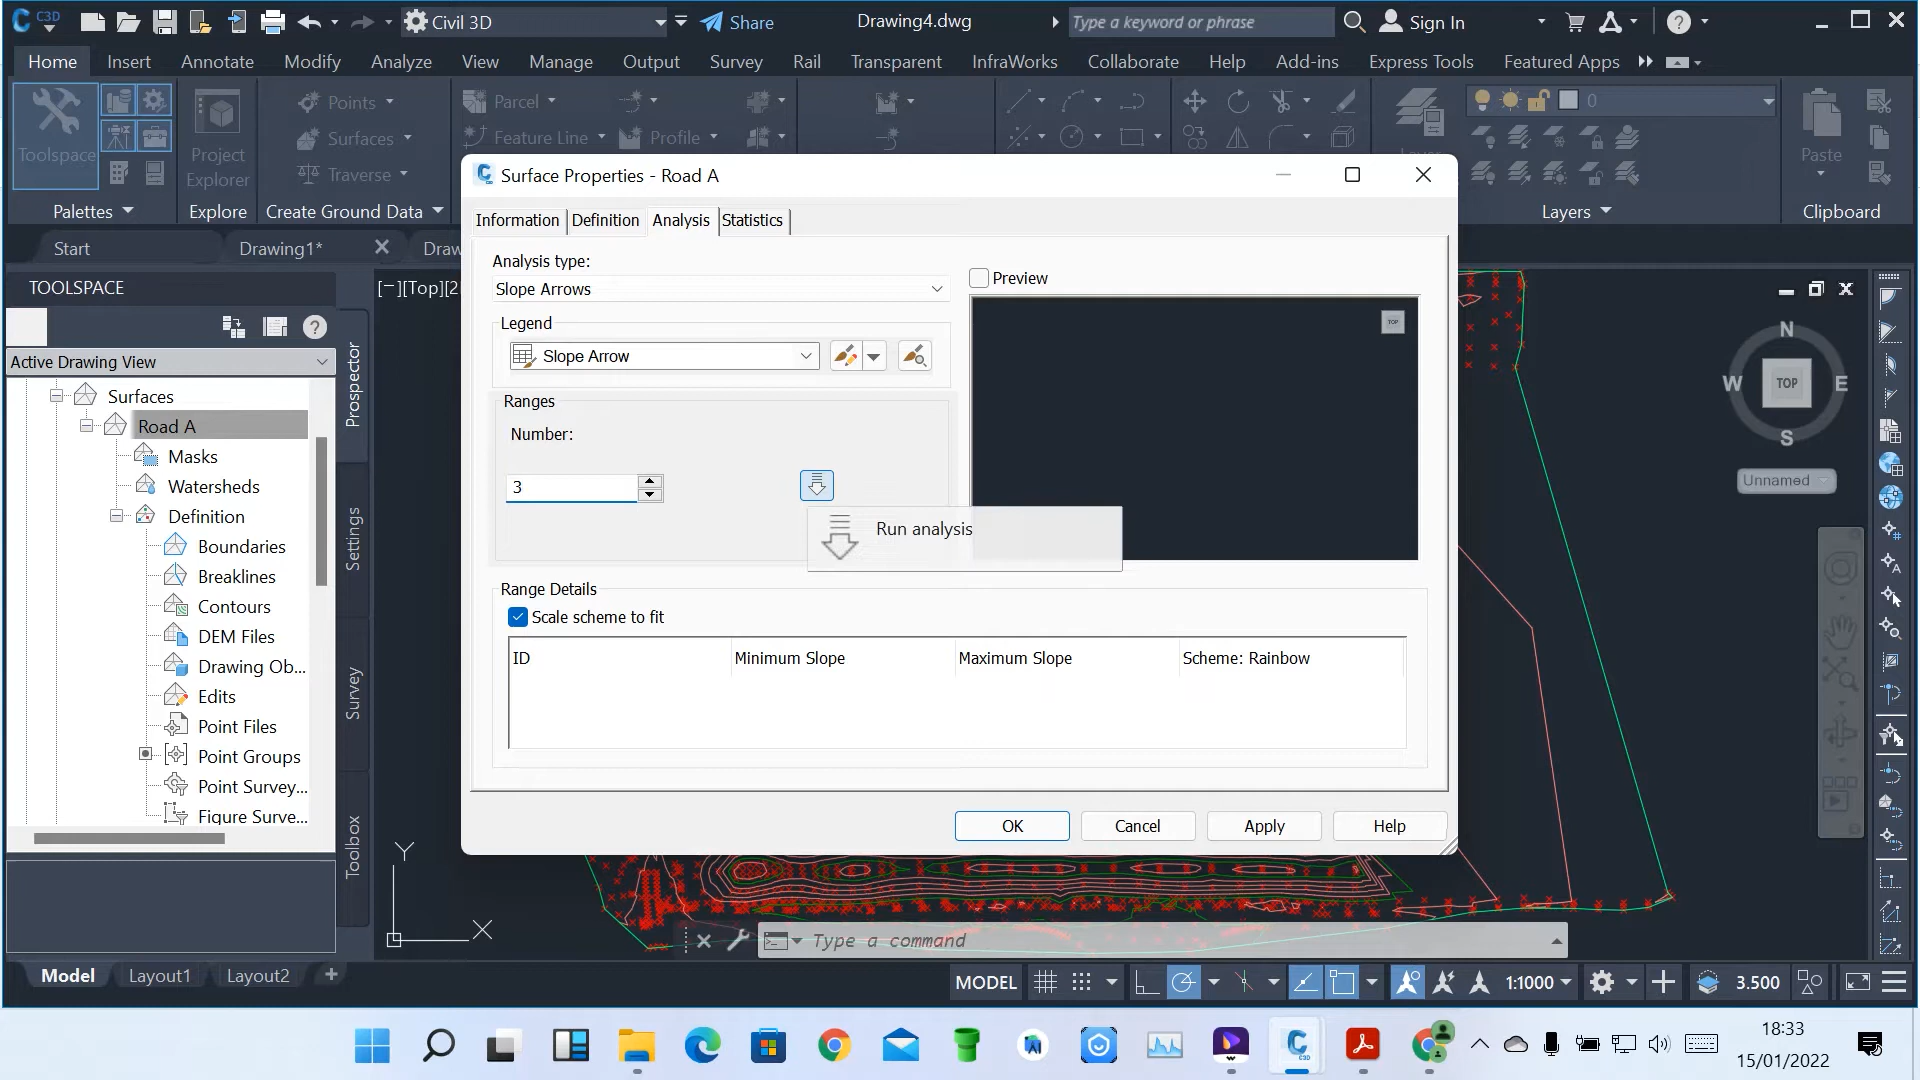 C3D
Civil 3D
Share
Drawing4.dwg
Type a keyword or phrase
Sign In
Home
Insert
Annotate
Modify
Analyze
View
Manage
Output
Survey
Rail
Transparent
InfraWorks
Collaborate
Help
Add-ins
Express Tools
Featured Apps
Toolspace
Project
Explorer
Points
Surfaces
Traverse
Parcel
Feature Line
Profile
0
Paste
Palettes
Explore
Create Ground Data
Layers
Clipboard
Start
Drawing1*
TOOLSPACE
Active Drawing View
Surfaces
Road A
Masks
Watersheds
Definition
Boundaries
Breaklines
Contours
DEM Files
Drawing Ob...
Edits
Point Files
Point Groups
Point Survey...
Figure Surve...
Prospector
Settings
Survey
Toolbox
[−][Top][2
Surface Properties - Road A
Information
Definition
Analysis
Statistics
Analysis type:
Slope Arrows
Legend
Slope Arrow
Ranges
Number:
3
Run analysis
Preview
TOP
Range Details
Scale scheme to fit
ID
Minimum Slope
Maximum Slope
Scheme: Rainbow
OK
Cancel
Apply
Help
N
W
TOP
E
S
Unnamed
Y
X
Type a command
Model
Layout1
Layout2
MODEL
1:1000
3.500
18:33
15/01/2022